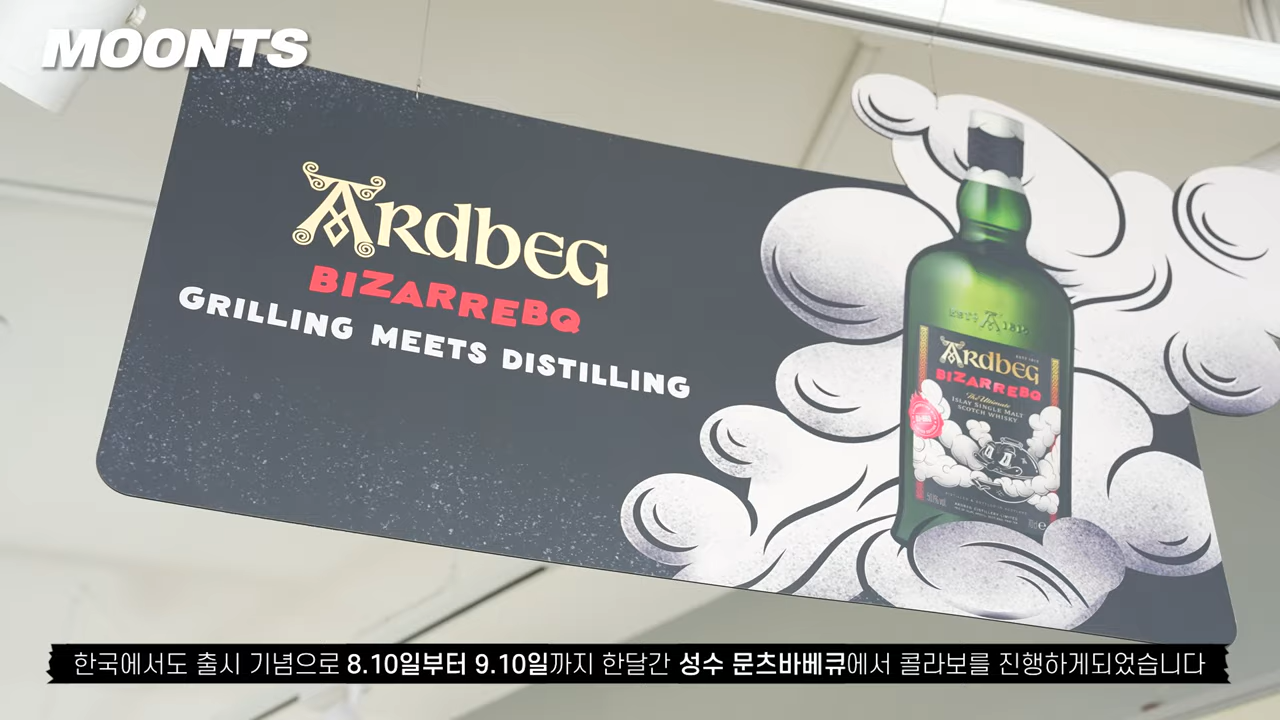 MOONTS
ARdbEG
BIZARREBQ
GRILLING MEETS DISTILLING
ARdbEG
BIZARREBQ
The Ultimate
ISLAY SINGLE MALT
SCOTCH WHISKY
한국에서도 출시 기념으로 8.10일부터 9.10일까지 한달간 성수 문츠바베큐에서 콜라보를 진행하게되었습니다